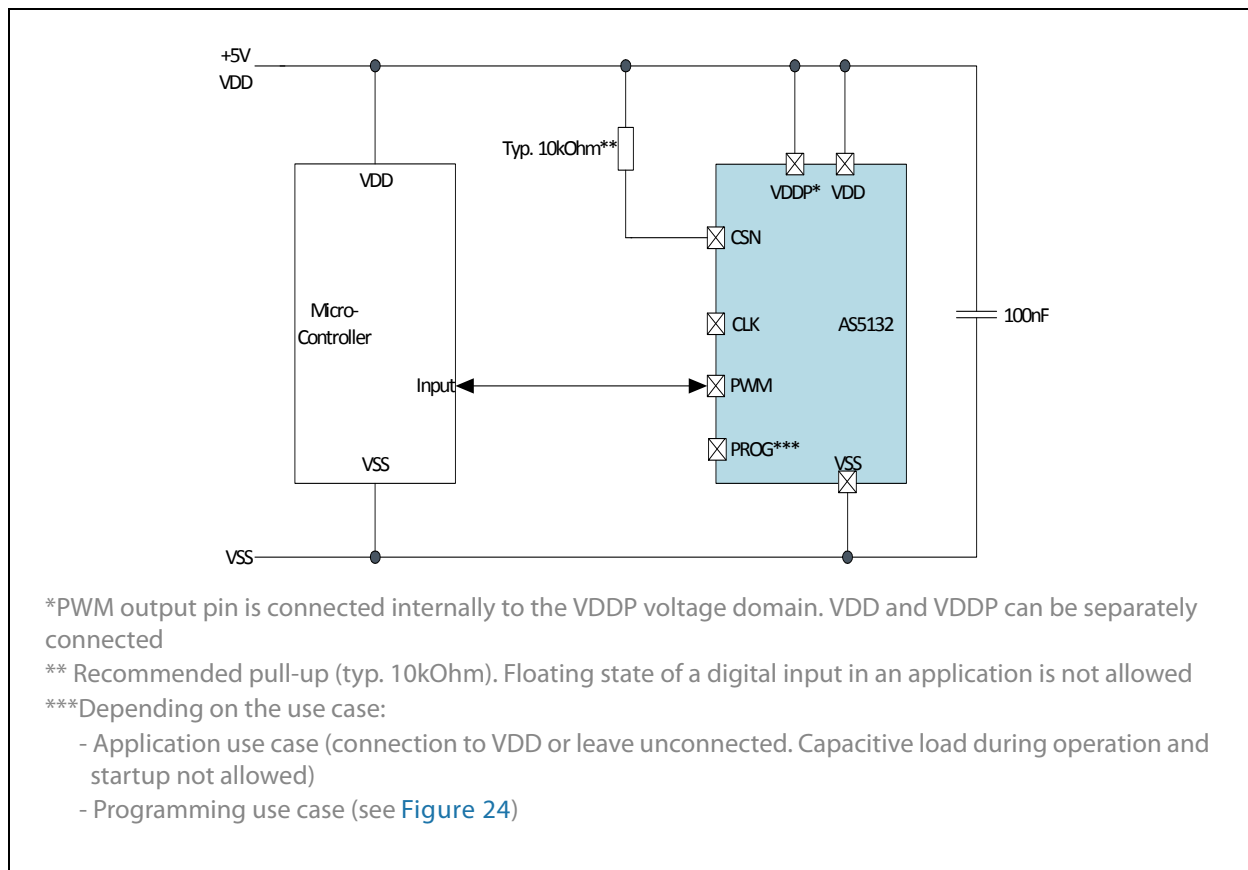 +5V
VDD
Typ. 10kOhm**
VDD
VDDP* VDD
CSN
Micro-
Controller
CLK
AS5132
100nF
Input
PWM
PROG***
VSS
VSS
VSS
*PWM output pin is connected internally to the VDDP voltage domain. VDD and VDDP can be separately
connected
** Recommended pull-up (typ. 10kOhm). Floating state of a digital input in an application is not allowed
***Depending on the use case:
- Application use case (connection to VDD or leave unconnected. Capacitive load during operation and
startup not allowed)
- Programming use case (see Figure 24)